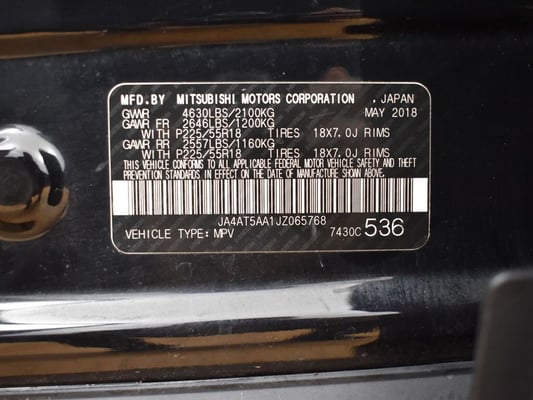 MFD.BY MITSUBISHI MOTORS CORPORATION . JAPAN
GVWR 4630LBS/2100KG MAY 2018
GAWR FR 2646LBS/1200KG
WITH P225/55R18 TIRES 18X7.0J RIMS
GAWR RR 2557LBS/1160KG
WITH P225/55R18 TIRES 18X7.0J RIMS
THIS VEHICLE CONFORMS TO ALL APPLICABLE FEDERAL MOTOR VEHICLE SAFETY AND THEFT
PREVENTION STANDARDS IN EFFECT ON THE DATE OF MANUFACTURE SHOWN ABOVE.
JA4AT5AA1JZ065768
VEHICLE TYPE: MPV 7430C 536